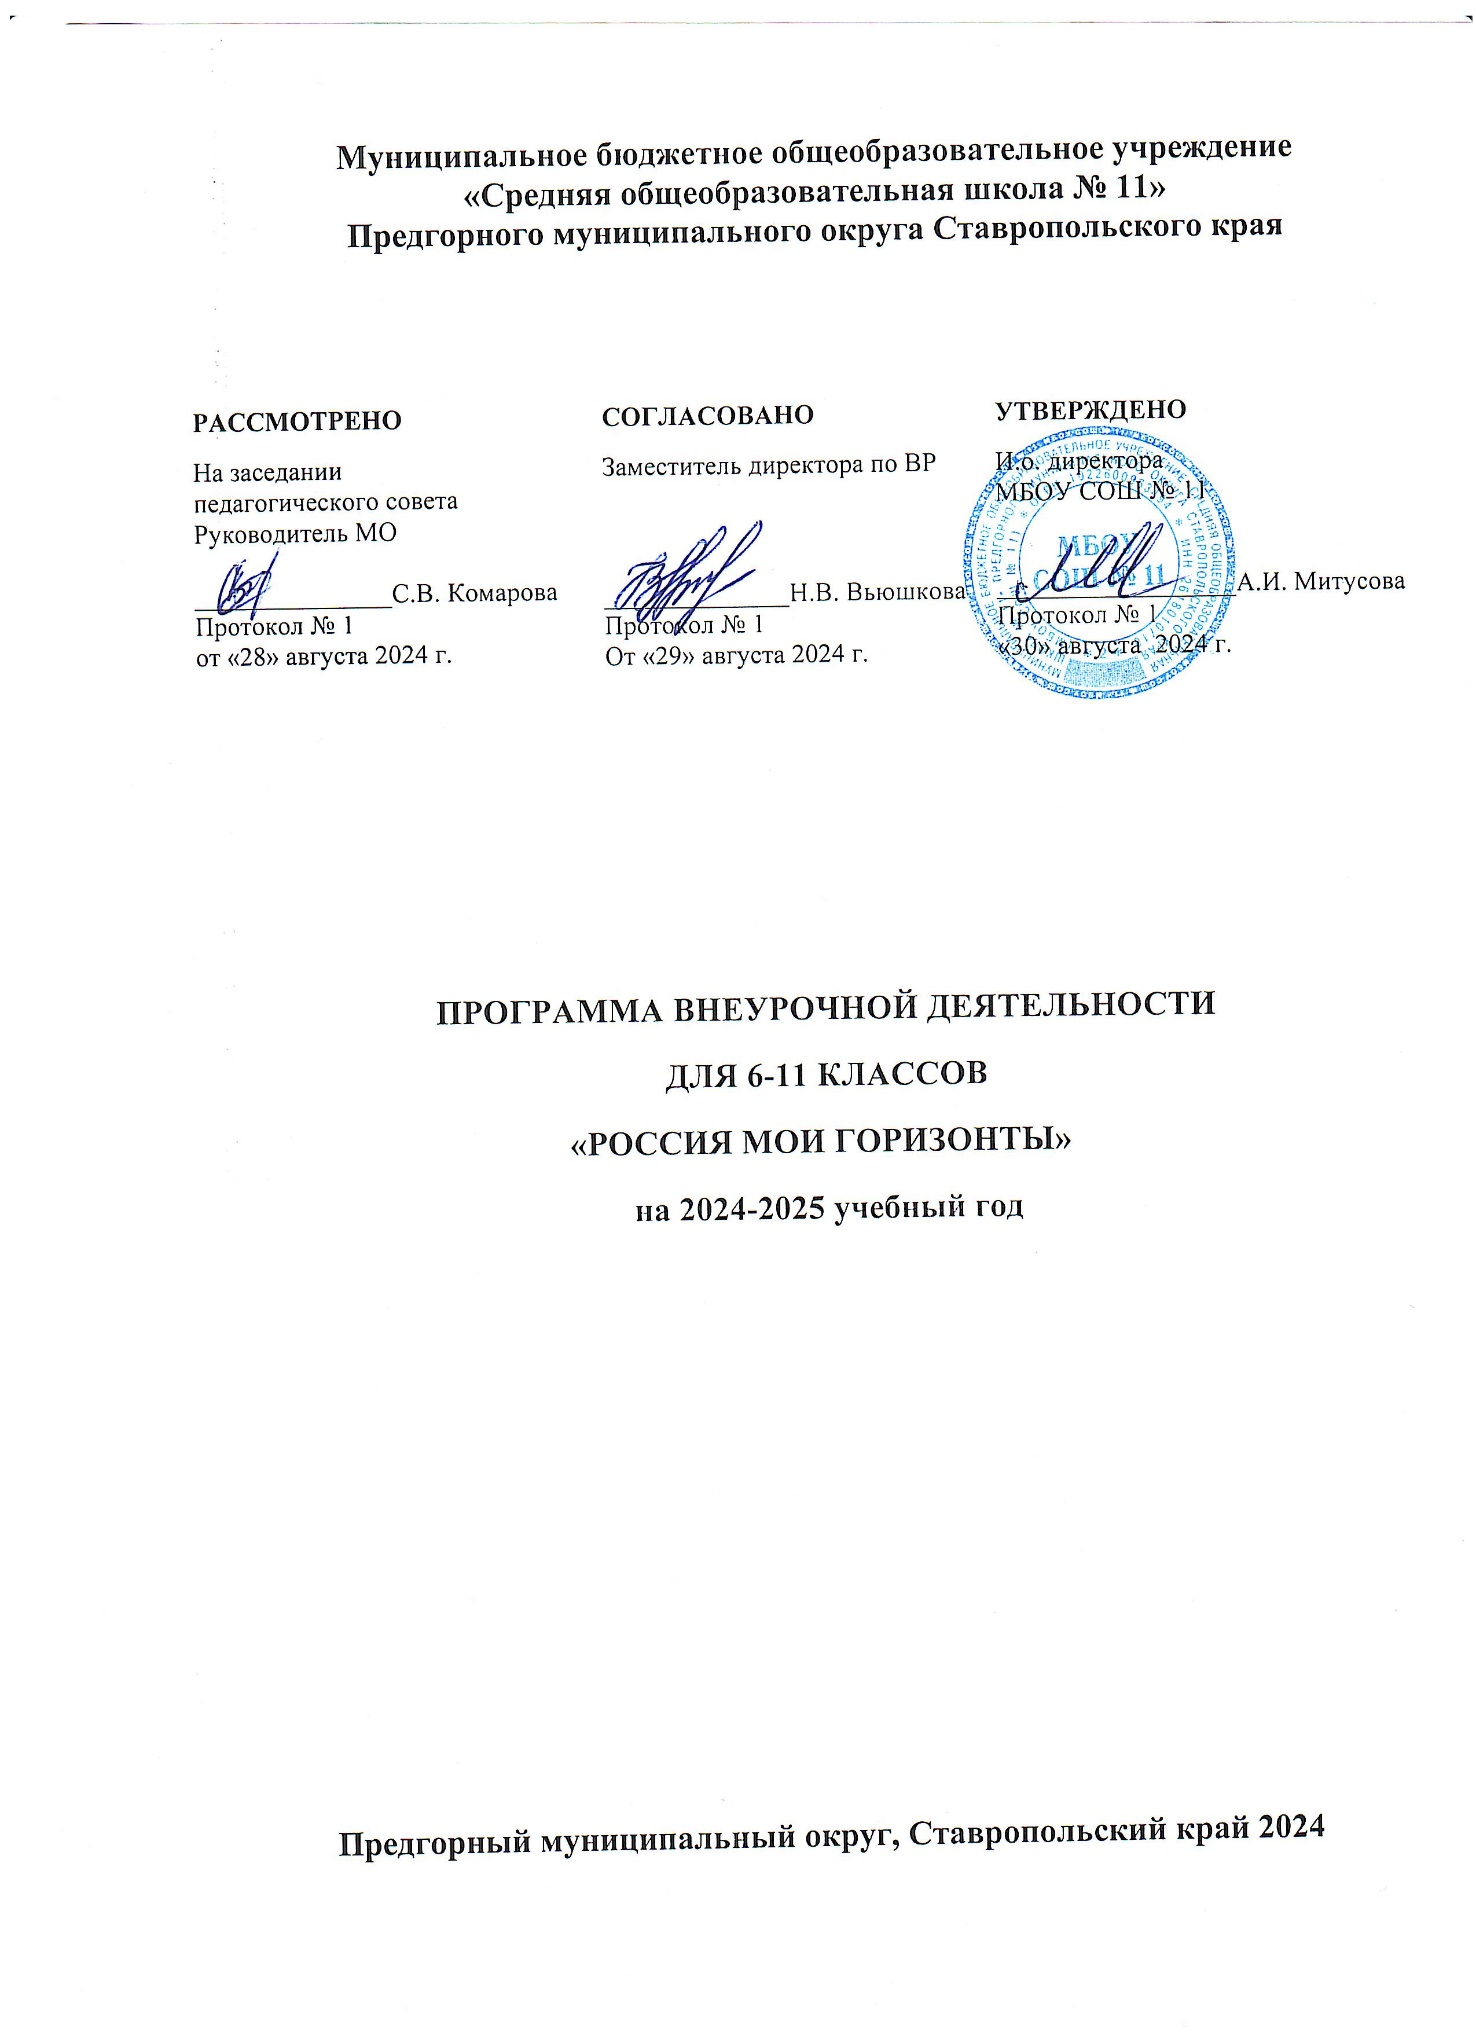 Муниципальное бюджетное общеобразовательное учреждение
«Средняя общеобразовательная школа № 11»
Предгорного муниципального округа Ставропольского края
РАССМОТРЕНО
На заседании
педагогического совета
Руководитель МО
С.В. Комарова
Протокол № 1
от «28» августа 2024 г.
СОГЛАСОВАНО
Заместитель директора по ВР
Н.В. Вьюшкова
Протокол № 1
От «29» августа 2024 г.
УТВЕРЖДЕНО
И.о. директора
МБОУ СОШ № 11
А.И. Митусова
Протокол № 1
«30» августа 2024 г.
МБОУ
СОШ № 11
ПРОГРАММА ВНЕУРОЧНОЙ ДЕЯТЕЛЬНОСТИ
ДЛЯ 6-11 КЛАССОВ
«РОССИЯ МОИ ГОРИЗОНТЫ»
на 2024-2025 учебный год
Предгорный муниципальный округ, Ставропольский край 2024